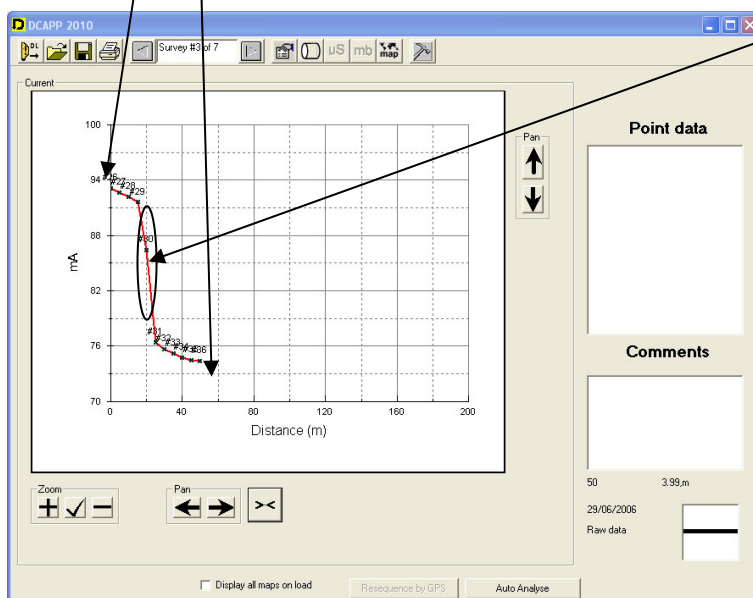 DCAPP 2010
DL
Survey #3 of 7
µS
mb
map
Current
100
94
88
82
76
70
mA
#26
#27
#28
#29
#30
#31
#32
#33
#34
#36
0
40
80
120
160
200
Distance (m)
Pan
Point data
Comments
50 3.99,m
29/06/2006
Raw data
Zoom
Pan
><
Display all maps on load
Resequence by GPS
Auto Analyse